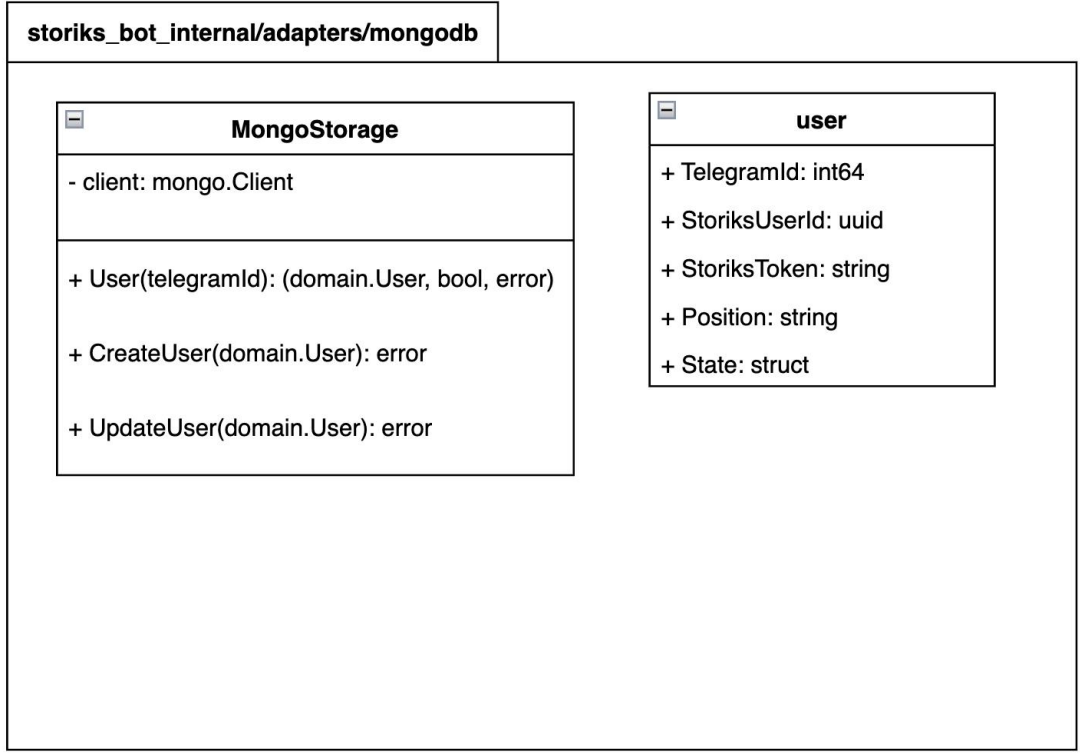 storiks_bot_internal/adapters/mongodb
MongoStorage
- client: mongo.Client
+ User(telegramId): (domain.User, bool, error)
+ CreateUser(domain.User): error
+ UpdateUser(domain.User): error
user
+ TelegramId: int64
+ StoriksUserId: uuid
+ StoriksToken: string
+ Position: string
+ State: struct